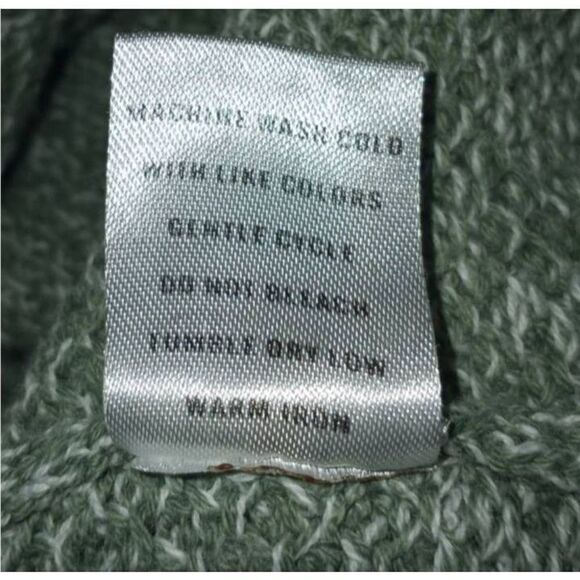 MACHINE WASH COLD
WITH LIKE COLORS
GENTLE CYCLE
DO NOT BLEACH
TUMBLE DRY LOW
WARM IRON